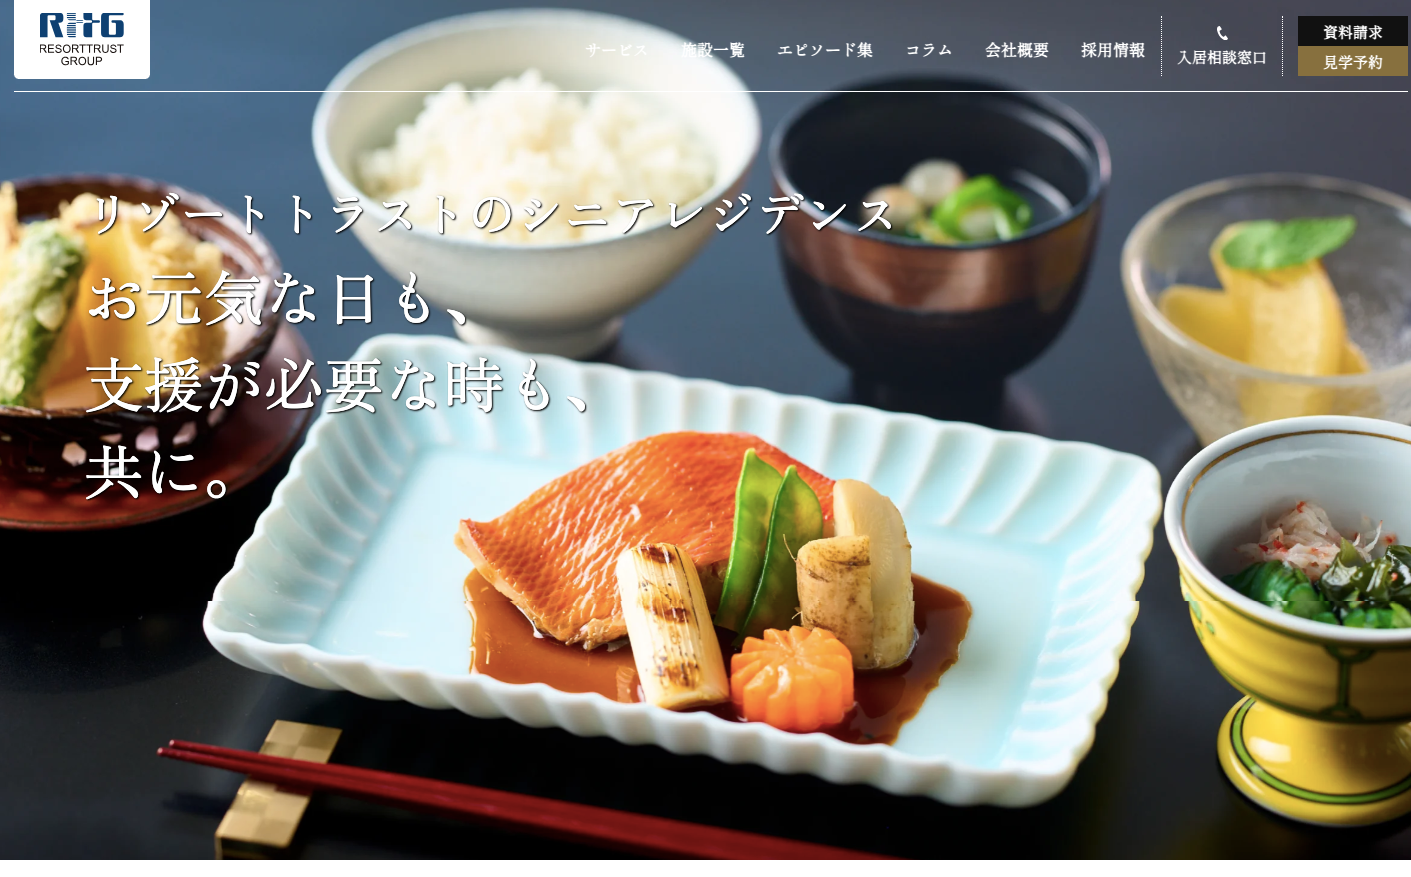 RTTG
RESORTTRUST
GROUP
サービス
施設一覧
エピソード集
コラム
会社概要
採用情報
入居相談窓口
資料請求
見学予約
リゾートトラストのシニアレジデンス
お元気な日も、
支援が必要な時も、
共に。